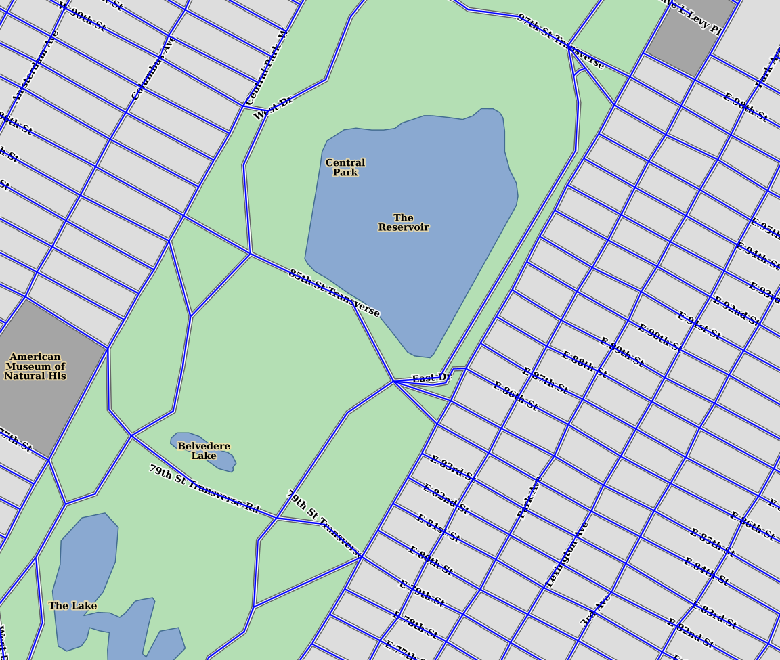 97th St Transverse
W 90th St
Columbus Ave
Central Park W
West Dr
E 98th St
Central
Park
The
Reservoir
E 95th
E 94th St
E 93rd
85th St Transverse
E 92nd St
E 91st St
E 90th St
E 89th St
E 88th St
American
Museum of
Natural HIs
East Dr
E 87th St
E 86th St
Belvedere
Lake
E 83rd St
79th St Transverse Rd
79th St Transverse
E 82nd St
Park Ave
E 81st St
E 86th St
E 85th St
E 80th St
Lexington Ave
E 84th St
E 79th St
The Lake
3rd Ave
E 78th St
83rd St
E 82nd St
E 77th St